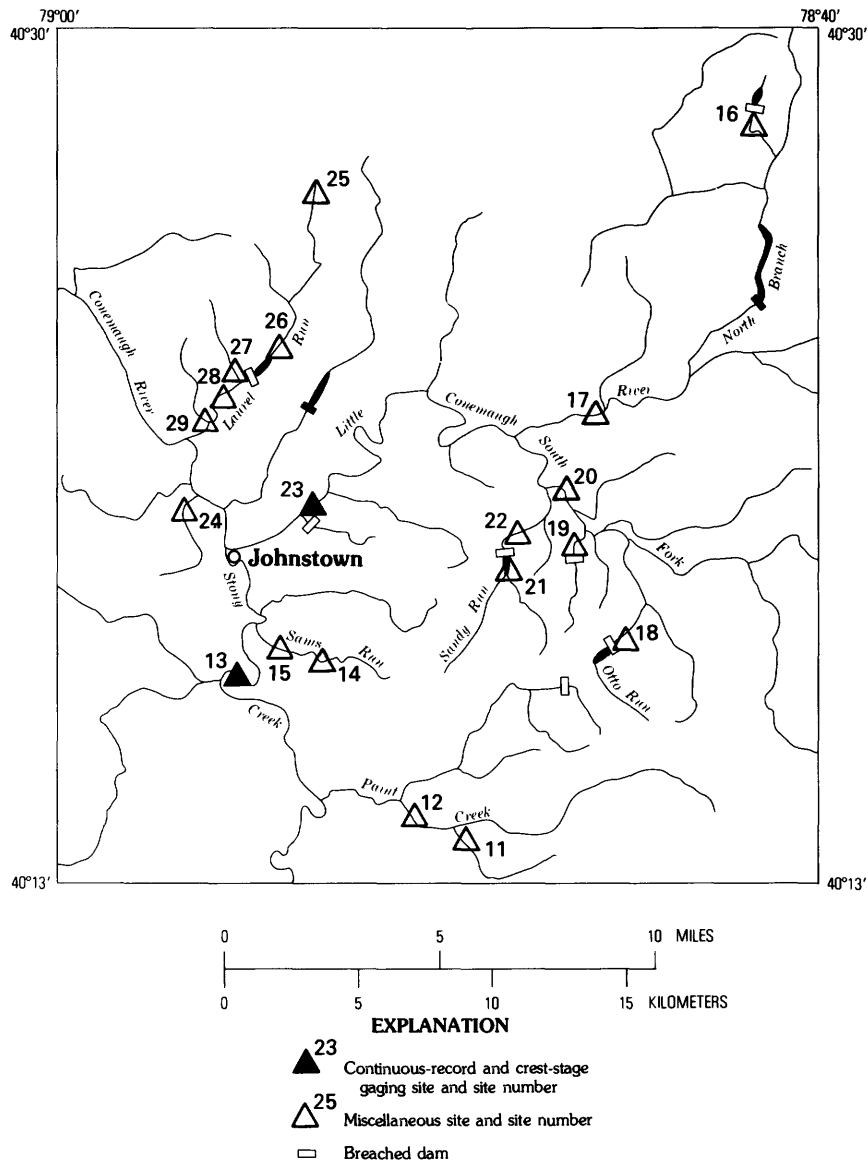 79°00'
78°40'
40°30'
40°30'
16
25
Conemaugh
River
Branch
North
26
Run
27
28
Laurel
29
Little
Conemaugh
17
River
South
20
23
24
22
19
Fork
Johnstown
21
Stony
Sandy Run
18
Sams
Run
13
15
14
Otto Run
Creek
Paint
12
Creek
11
40°13'
40°13'
0 5 10 MILES
0 5 10 15 KILOMETERS
EXPLANATION
23
Continuous-record and crest-stage
gaging site and site number
25
Miscellaneous site and site number
Breached dam